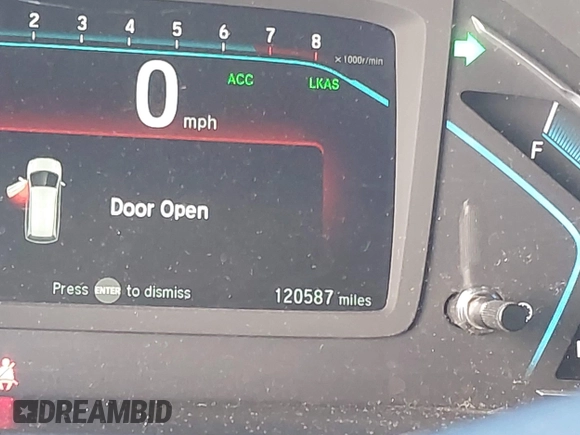 2 3 4 5 6 7 8
x1000r/min
ACC LKAS
0 mph
F
Door Open
Press ENTER to dismiss
120587 miles
DREAMBID